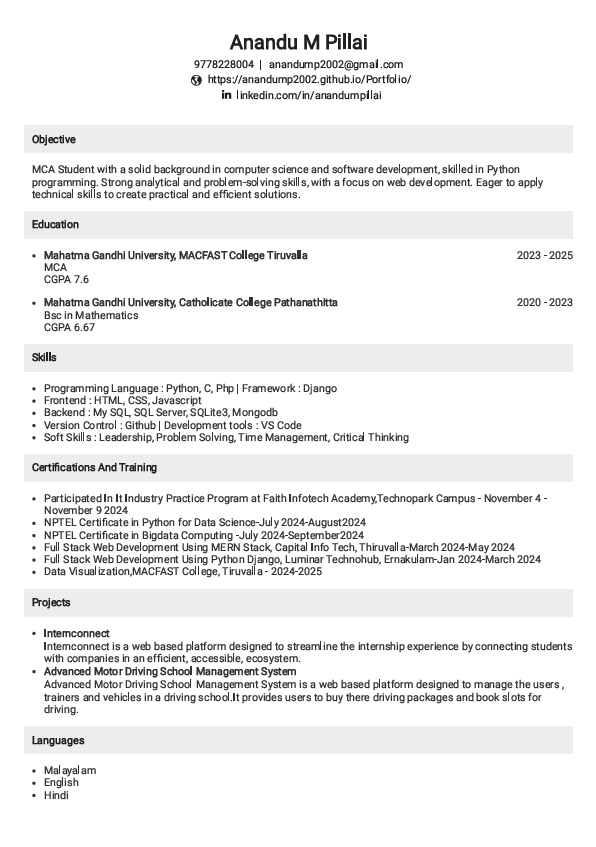 Anandu M Pillai
9778228004 | anandump2002@gmail.com
https://anandump2002.github.io/Portfolio/
linkedin.com/in/anandumpillai
Objective
MCA Student with a solid background in computer science and software development, skilled in Python
programming. Strong analytical and problem-solving skills, with a focus on web development. Eager to apply
technical skills to create practical and efficient solutions.
Education
• Mahatma Gandhi University, MACFAST College Tiruvalla 2023 - 2025
MCA
CGPA 7.6
• Mahatma Gandhi University, Catholicate College Pathanathitta 2020 - 2023
Bsc in Mathematics
CGPA 6.67
Skills
• Programming Language : Python, C, Php | Framework : Django
• Frontend : HTML, CSS, Javascript
• Backend : My SQL, SQL Server, SQLite3, Mongodb
• Version Control : Github | Development tools : VS Code
• Soft Skills : Leadership, Problem Solving, Time Management, Critical Thinking
Certifications And Training
• Participated In It Industry Practice Program at Faith Infotech Academy,Technopark Campus - November 4 -
November 9 2024
• NPTEL Certificate in Python for Data Science-July 2024-August2024
• NPTEL Certificate in Bigdata Computing -July 2024-September2024
• Full Stack Web Development Using MERN Stack, Capital Info Tech, Thiruvalla-March 2024-May 2024
• Full Stack Web Development Using Python Django, Luminar Technohub, Ernakulam-Jan 2024-March 2024
• Data Visualization,MACFAST College, Tiruvalla - 2024-2025
Projects
• Internconnect
Internconnect is a web based platform designed to streamline the internship experience by connecting students
with companies in an efficient, accessible, ecosystem.
• Advanced Motor Driving School Management System
Advanced Motor Driving School Management System is a web based platform designed to manage the users ,
trainers and vehicles in a driving school.It provides users to buy there driving packages and book slots for
driving.
Languages
• Malayalam
• English
• Hindi